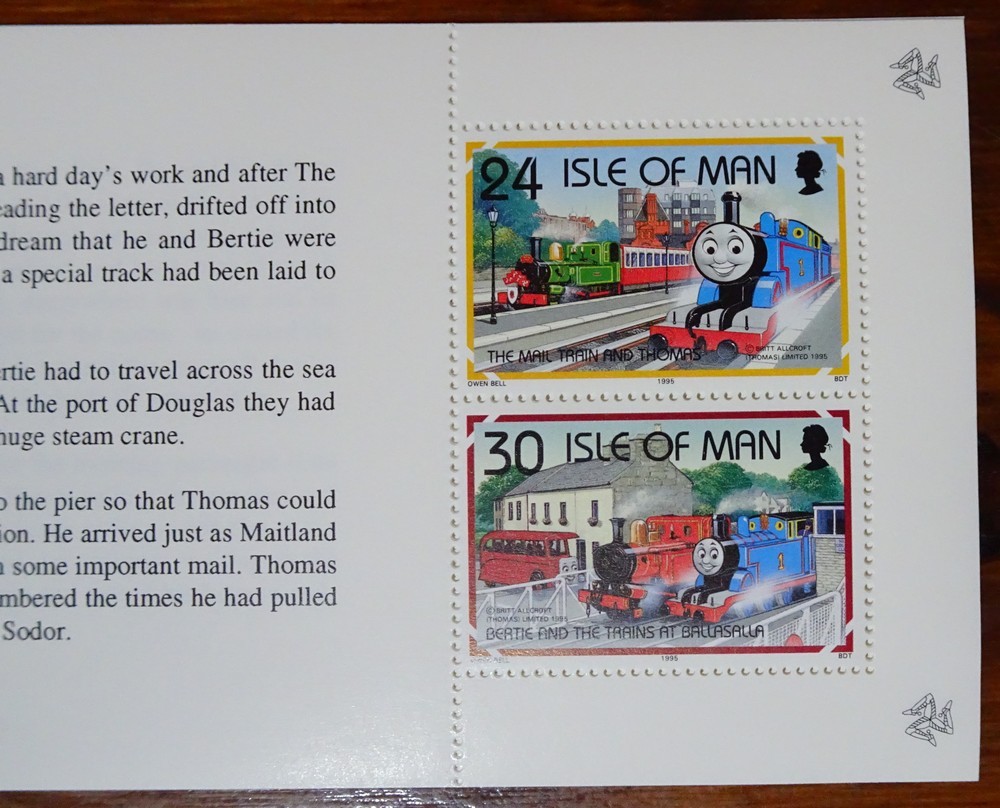 a hard day's work and after The
eading the letter, drifted off into
dream that he and Bertie were
a special track had been laid to
rtie had to travel across the sea
At the port of Douglas they had
huge steam crane.
o the pier so that Thomas could
ion. He arrived just as Maitland
some important mail. Thomas
mbered the times he had pulled
Sodor.
24 ISLE OF MAN
THE MAIL TRAIN AND THOMAS
© BRITT ALLCROFT
(THOMAS) LIMITED 1995
OWEN BELL 1995 BDT
30 ISLE OF MAN
© BRITT ALLCROFT
(THOMAS) LIMITED 1995
BERTIE AND THE TRAINS AT BALLASALLA
BELL 1995 BDT